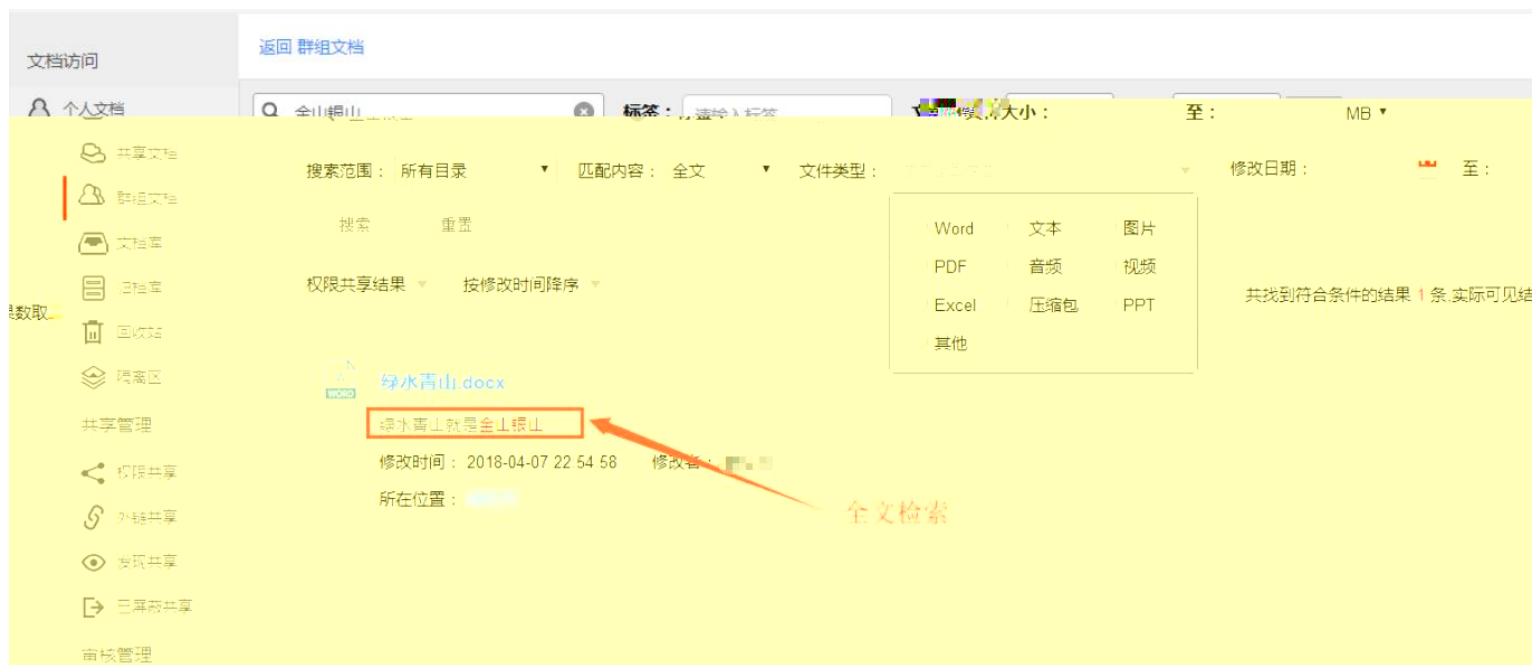 文档访问
返回 群组文档
个人文档
金山银山
标签：
请输入标签
大小：
至：
MB
共享文档
搜索范围： 所有目录
匹配内容： 全文
文件类型：
修改日期：
至：
群组文档
搜索
重置
Word 文本 图片
文档库
PDF 音频 视频
归档库
权限共享结果
按修改时间降序
共找到符合条件的结果 1 条,实际可见结
数取
Excel 压缩包 PPT
回收站
其他
隔离区
绿水青山.docx
WORD
共享管理
绿水青山就是金山银山
修改时间： 2018-04-07 22 54 58
修改者：
权限共享
所在位置：
外链共享
全文检索
发现共享
已屏蔽共享
审核管理